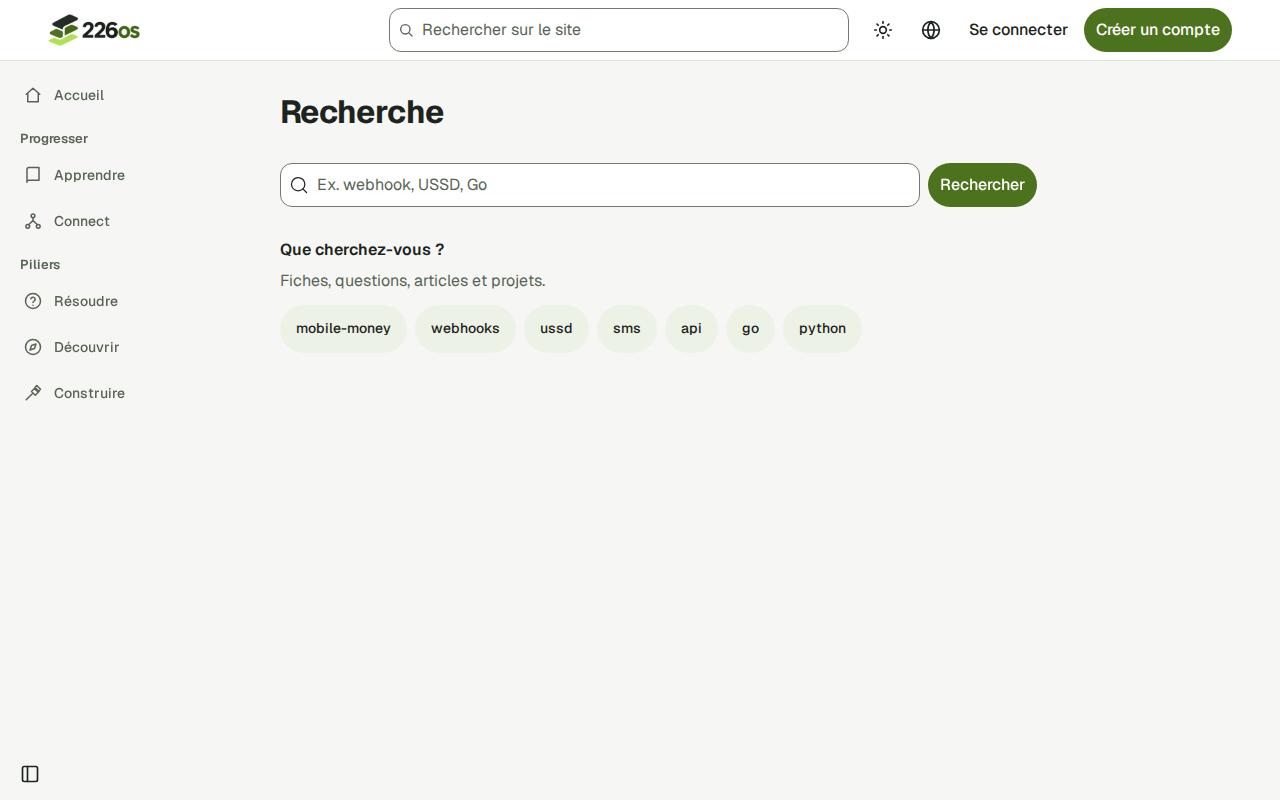 226os
Rechercher sur le site
Se connecter
Créer un compte
Accueil
Progresser
Apprendre
Connect
Piliers
Résoudre
Découvrir
Construire
Recherche
Ex. webhook, USSD, Go
Rechercher
Que cherchez-vous ?
Fiches, questions, articles et projets.
mobile-money webhooks ussd sms api go python